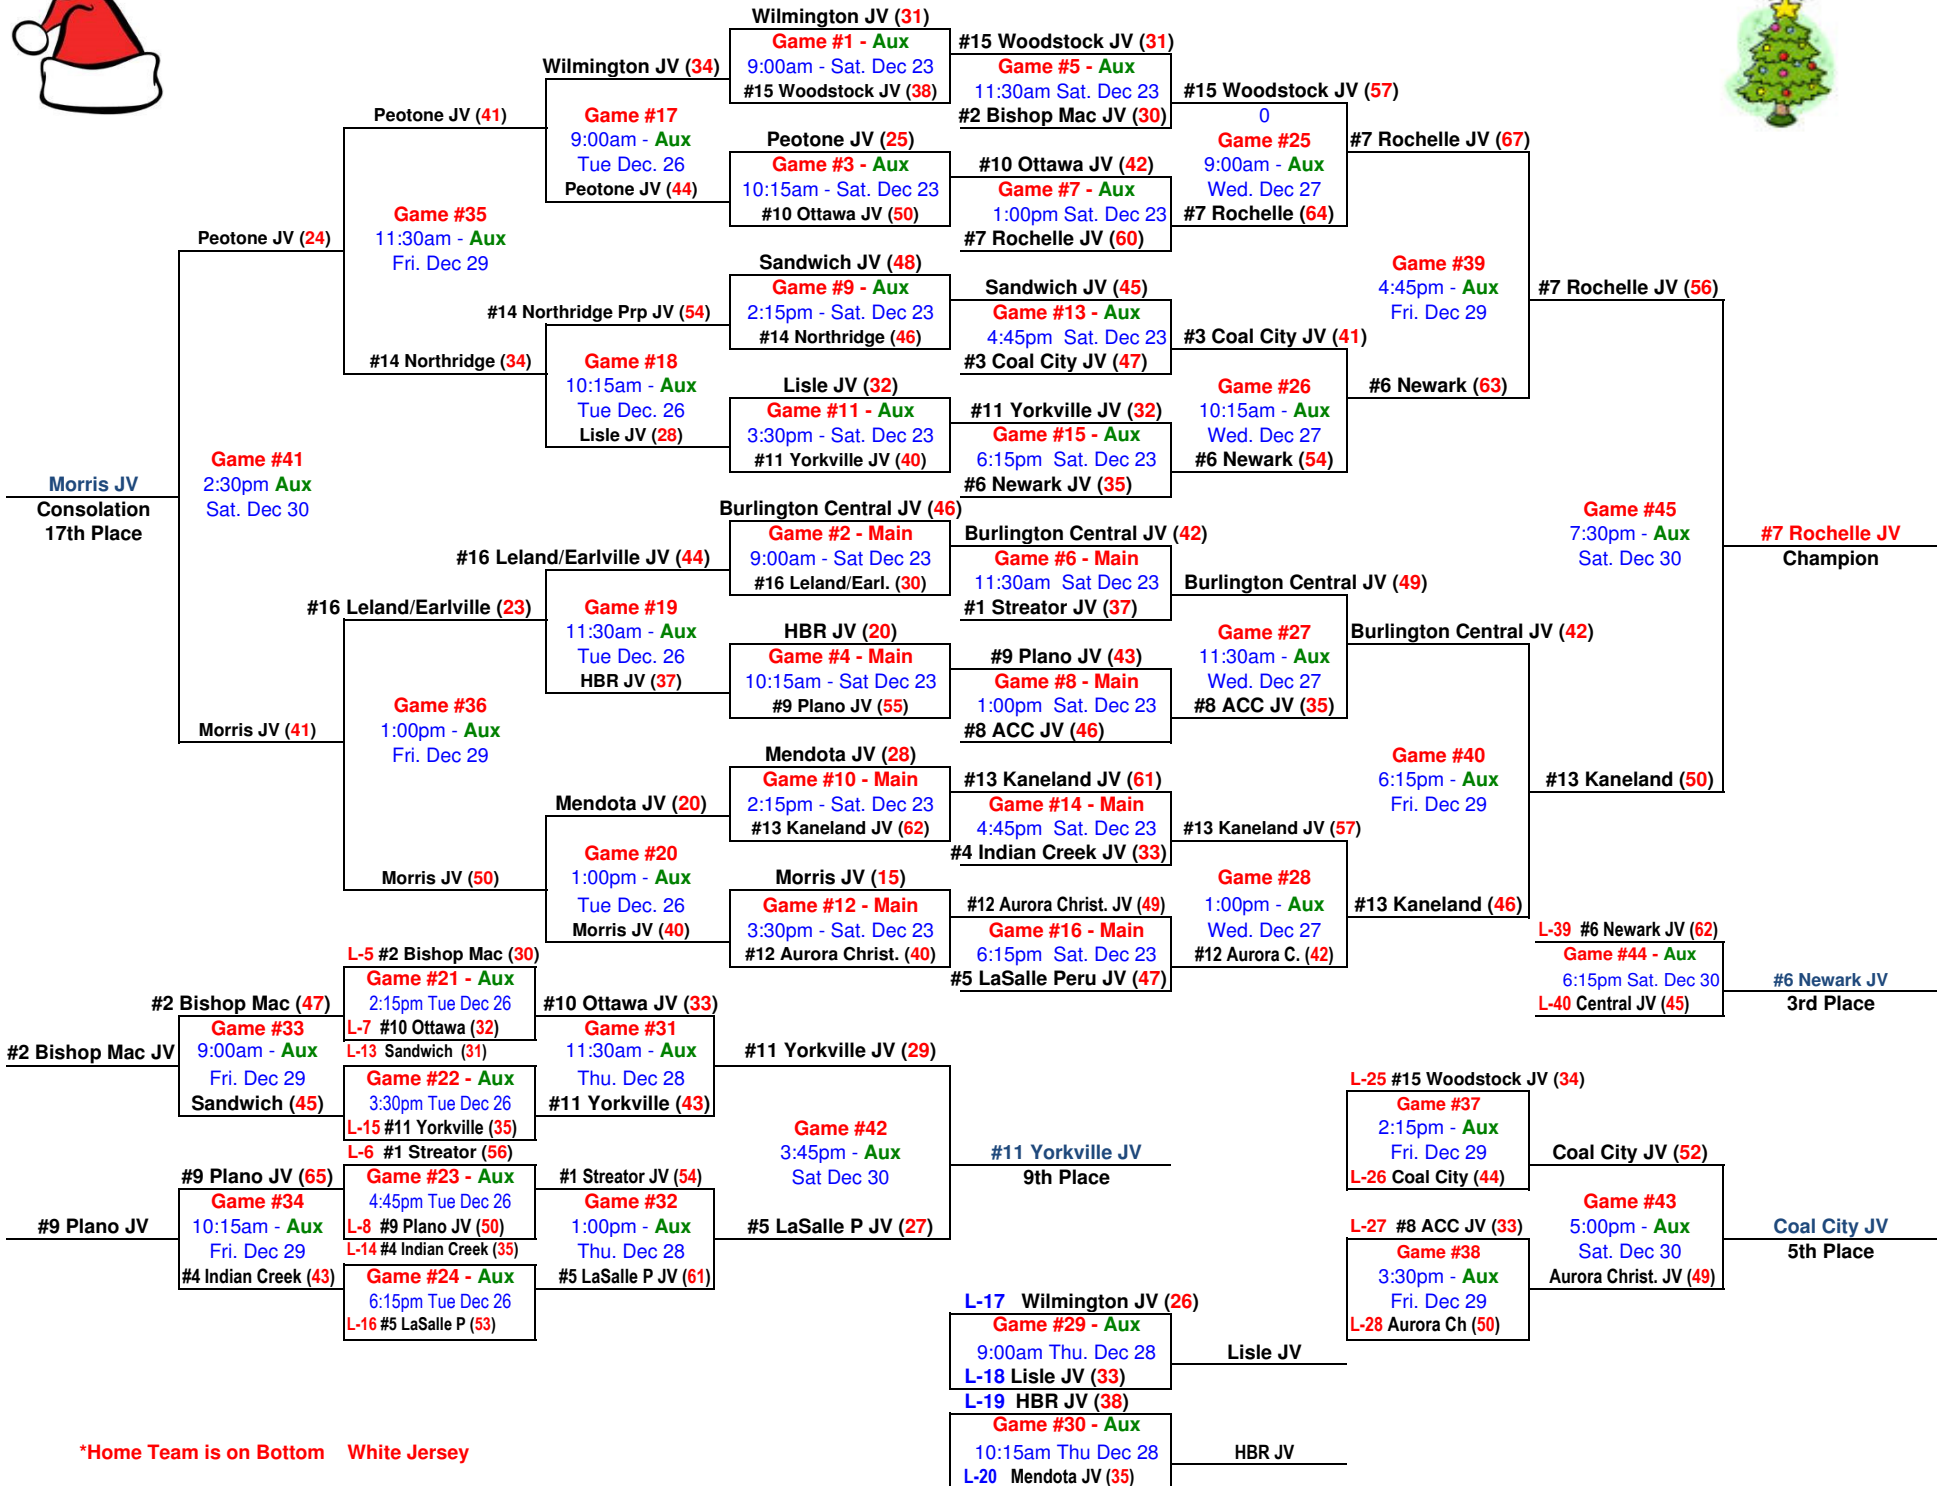 Wilmington JV (31)
Game #1 - Aux
9:00am - Sat. Dec 23
#15 Woodstock JV (38)
#15 Woodstock JV (31)
Game #5 - Aux
11:30am Sat. Dec 23
#2 Bishop Mac JV (30)
Wilmington JV (34)
Game #17
9:00am - Aux
Tue Dec. 26
Peotone JV (44)
Peotone JV (25)
Game #3 - Aux
10:15am - Sat. Dec 23
#10 Ottawa JV (50)
#10 Ottawa JV (42)
Game #7 - Aux
1:00pm Sat. Dec 23
#7 Rochelle JV (60)
#15 Woodstock JV (57)
0
Game #25
9:00am - Aux
Wed. Dec 27
#7 Rochelle (64)
#7 Rochelle JV (67)
Game #39
4:45pm - Aux
Fri. Dec 29
#6 Newark (63)
Peotone JV (41)
Game #35
11:30am - Aux
Fri. Dec 29
#14 Northridge (34)
Peotone JV (24)
Sandwich JV (48)
Game #9 - Aux
2:15pm - Sat. Dec 23
#14 Northridge (46)
Sandwich JV (45)
Game #13 - Aux
4:45pm Sat. Dec 23
#3 Coal City JV (47)
#14 Northridge Prp JV (54)
Game #18
10:15am - Aux
Tue Dec. 26
Lisle JV (28)
Lisle JV (32)
Game #11 - Aux
3:30pm - Sat. Dec 23
#11 Yorkville JV (40)
#11 Yorkville JV (32)
Game #15 - Aux
6:15pm Sat. Dec 23
#6 Newark JV (35)
#3 Coal City JV (41)
Game #26
10:15am - Aux
Wed. Dec 27
#6 Newark (54)
#7 Rochelle JV (56)
Game #45
7:30pm - Aux
Sat. Dec 30
#13 Kaneland (50)
#7 Rochelle JV
Champion
Game #41
2:30pm Aux
Sat. Dec 30
Morris JV
Consolation
17th Place
Burlington Central JV (46)
Game #2 - Main
9:00am - Sat Dec 23
#16 Leland/Earl. (30)
Burlington Central JV (42)
Game #6 - Main
11:30am Sat Dec 23
#1 Streator JV (37)
#16 Leland/Earlville JV (44)
Game #19
11:30am - Aux
Tue Dec. 26
HBR JV (37)
HBR JV (20)
Game #4 - Main
10:15am - Sat Dec 23
#9 Plano JV (55)
#9 Plano JV (43)
Game #8 - Main
1:00pm Sat. Dec 23
#8 ACC JV (46)
Burlington Central JV (49)
Game #27
11:30am - Aux
Wed. Dec 27
#8 ACC JV (35)
Burlington Central JV (42)
Game #40
6:15pm - Aux
Fri. Dec 29
#13 Kaneland (46)
#16 Leland/Earlville (23)
Game #36
1:00pm - Aux
Fri. Dec 29
Morris JV (50)
Morris JV (41)
Mendota JV (28)
Game #10 - Main
2:15pm - Sat. Dec 23
#13 Kaneland JV (62)
#13 Kaneland JV (61)
Game #14 - Main
4:45pm Sat. Dec 23
#4 Indian Creek JV (33)
Mendota JV (20)
Game #20
1:00pm - Aux
Tue Dec. 26
Morris JV (40)
Morris JV (15)
Game #12 - Main
3:30pm - Sat. Dec 23
#12 Aurora Christ. (40)
#12 Aurora Christ. JV (49)
Game #16 - Main
6:15pm Sat. Dec 23
#5 LaSalle Peru JV (47)
#13 Kaneland JV (57)
Game #28
1:00pm - Aux
Wed. Dec 27
#12 Aurora C. (42)
L-39 #6 Newark JV (62)
Game #44 - Aux
6:15pm Sat. Dec 30
L-40 Central JV (45)
#6 Newark JV
3rd Place
L-5 #2 Bishop Mac (30)
Game #21 - Aux
2:15pm Tue Dec 26
L-7 #10 Ottawa (32)
#2 Bishop Mac (47)
Game #33
9:00am - Aux
Fri. Dec 29
Sandwich (45)
#2 Bishop Mac JV
L-13 Sandwich (31)
Game #22 - Aux
3:30pm Tue Dec 26
L-15 #11 Yorkville (35)
#10 Ottawa JV (33)
Game #31
11:30am - Aux
Thu. Dec 28
#11 Yorkville (43)
#11 Yorkville JV (29)
Game #42
3:45pm - Aux
Sat Dec 30
#5 LaSalle P JV (27)
#11 Yorkville JV
9th Place
L-6 #1 Streator (56)
Game #23 - Aux
4:45pm Tue Dec 26
L-8 #9 Plano JV (50)
#9 Plano JV (65)
Game #34
10:15am - Aux
Fri. Dec 29
#4 Indian Creek (43)
#9 Plano JV
L-14 #4 Indian Creek (35)
Game #24 - Aux
6:15pm Tue Dec 26
L-16 #5 LaSalle P (53)
#1 Streator JV (54)
Game #32
1:00pm - Aux
Thu. Dec 28
#5 LaSalle P JV (61)
L-25 #15 Woodstock JV (34)
Game #37
2:15pm - Aux
Fri. Dec 29
L-26 Coal City (44)
L-27 #8 ACC JV (33)
Game #38
3:30pm - Aux
Fri. Dec 29
L-28 Aurora Ch (50)
Coal City JV (52)
Game #43
5:00pm - Aux
Sat. Dec 30
Aurora Christ. JV (49)
Coal City JV
5th Place
L-17 Wilmington JV (26)
Game #29 - Aux
9:00am Thu. Dec 28
L-18 Lisle JV (33)
Lisle JV
L-19 HBR JV (38)
Game #30 - Aux
10:15am Thu Dec 28
L-20 Mendota JV (35)
HBR JV
*Home Team is on Bottom White Jersey